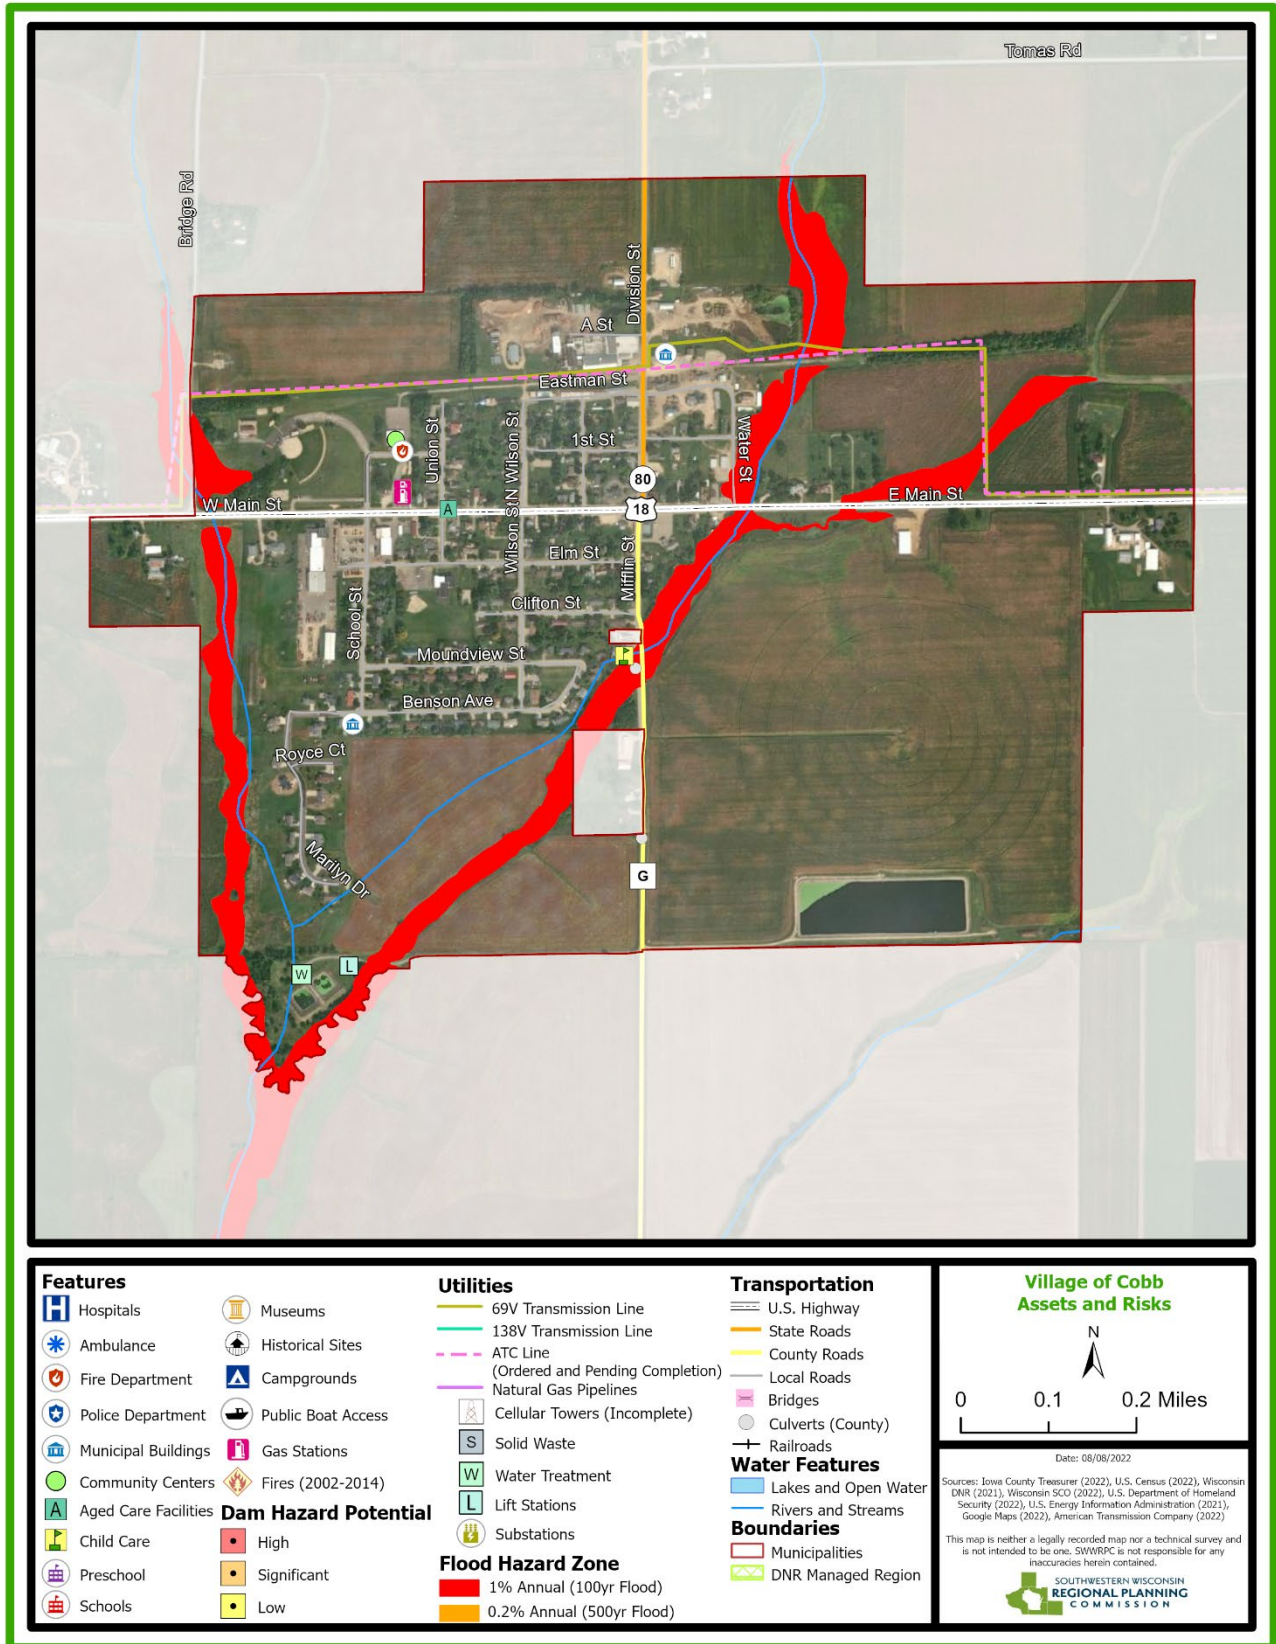 Tomas Rd
Bridge Rd
Division St
A St
Eastman St
Union St
N Wilson St
1st St
Water St
80
W Main St
A
18
E Main St
Wilson St
Elm St
Mifflin St
Clifton St
School St
Moundview St
Benson Ave
Royce Ct
Marilyn Dr
G
W
L
Features
H Hospitals
Ambulance
Fire Department
Police Department
Municipal Buildings
Community Centers
A Aged Care Facilities
Child Care
Preschool
Schools
Museums
Historical Sites
Campgrounds
Public Boat Access
Gas Stations
Fires (2002-2014)
Dam Hazard Potential
High
Significant
Low
Utilities
69V Transmission Line
138V Transmission Line
ATC Line
(Ordered and Pending Completion)
Natural Gas Pipelines
Cellular Towers (Incomplete)
S Solid Waste
W Water Treatment
L Lift Stations
Substations
Flood Hazard Zone
1% Annual (100yr Flood)
0.2% Annual (500yr Flood)
Transportation
U.S. Highway
State Roads
County Roads
Local Roads
Bridges
Culverts (County)
Railroads
Water Features
Lakes and Open Water
Rivers and Streams
Boundaries
Municipalities
DNR Managed Region
Village of Cobb
Assets and Risks
N
0 0.1 0.2 Miles
Date: 08/08/2022
Sources: Iowa County Treasurer (2022), U.S. Census (2022), Wisconsin
DNR (2021), Wisconsin SCO (2022), U.S. Department of Homeland
Security (2022), U.S. Energy Information Administration (2021),
Google Maps (2022), American Transmission Company (2022)
This map is neither a legally recorded map nor a technical survey and
is not intended to be one. SWWRPC is not responsible for any
inaccuracies herein contained.
SOUTHWESTERN WISCONSIN
REGIONAL PLANNING
COMMISSION